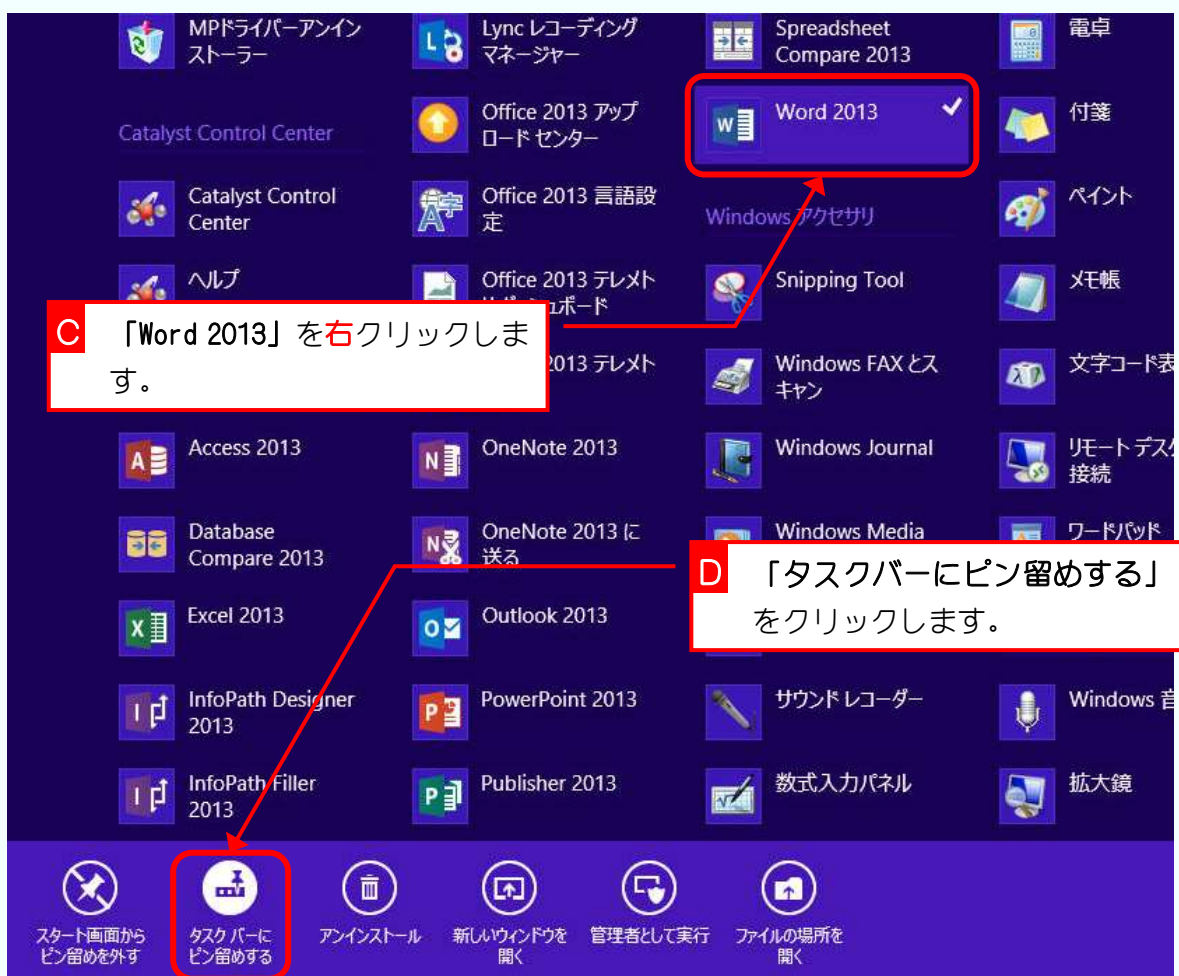 MPドライバーアンイン
ストーラー
Catalyst Control Center
Catalyst Control
Center
ヘルプ
Access 2013
Database
Compare 2013
Excel 2013
InfoPath Designer
2013
InfoPath Filler
2013
Lync レコーディング
マネージャー
Office 2013 アップ
ロード センター
Office 2013 言語設
定
Office 2013 テレメト
ュボード
2013 テレメト
OneNote 2013
OneNote 2013 に
送る
Outlook 2013
PowerPoint 2013
Publisher 2013
Spreadsheet
Compare 2013
Word 2013
Windows アクセサリ
Snipping Tool
Windows FAX とス
キャン
Windows Journal
Windows Media
サウンド レコーダー
数式入力パネル
電卓
付箋
ペイント
メモ帳
文字コード表
リモート デスク
接続
ワードパッド
Windows 音
拡大鏡
C 「Word 2013」を右クリックしま
す。
D 「タスクバーにピン留めする」
をクリックします。
スタート画面から
ピン留めを外す
タスク バーに
ピン留めする
アンインストール
新しいウィンドウを
開く
管理者として実行
ファイルの場所を
開く